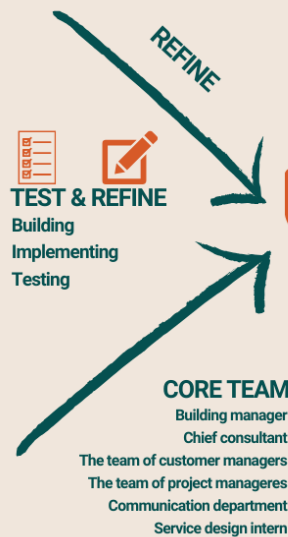 REFINE
TEST & REFINE
Building
Implementing
Testing
CORE TEAM
Building manager
Chief consultant
The team of customer managers
The team of project manageres
Communication department
Service design intern